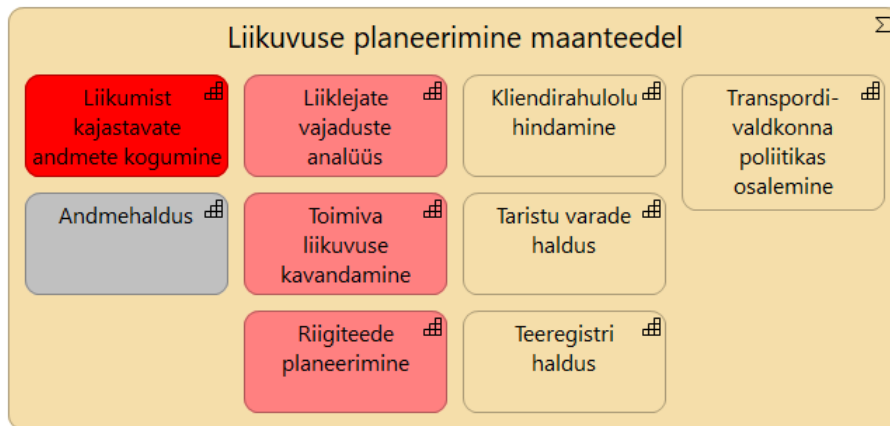 Liikuvuse planeerimine maanteedel
Liikumist
kajastavate
andmete kogumine
Liiklejate
vajaduste
analüüs
Kliendirahulolu
hindamine
Transpordi-
valdkonna
poliitikas
osalemine
Andmehaldus
Toimiva
liikuvuse
kavandamine
Taristu varade
haldus
Riigiteede
planeerimine
Teeregistri
haldus